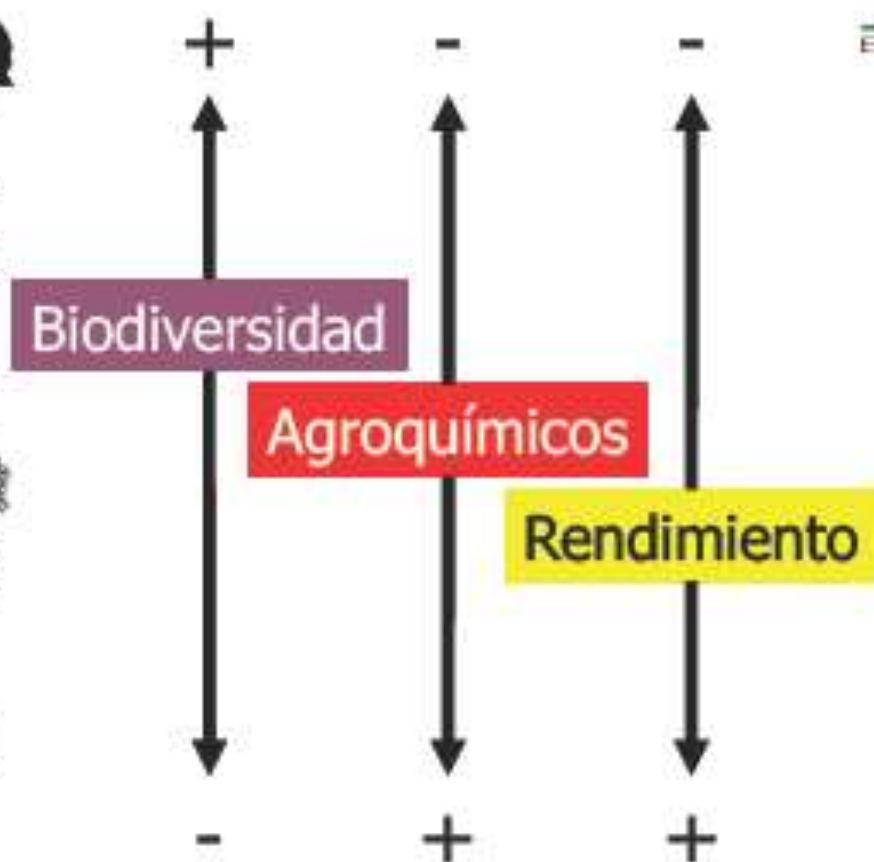 + - -
Biodiversidad
Agroquímicos
Rendimiento
- + +